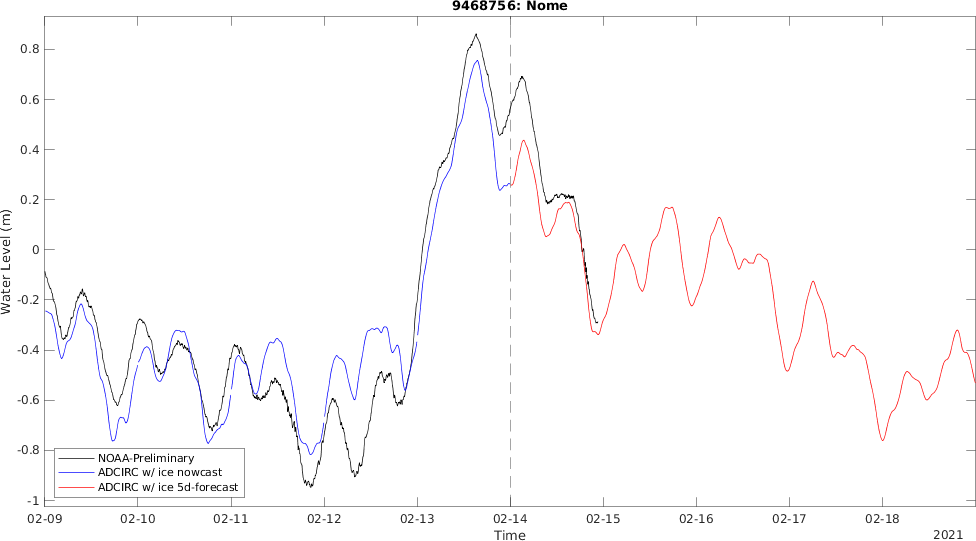 9468756: Nome
Water Level (m)
0.8
0.6
0.4
0.2
0
-0.2
-0.4
-0.6
-0.8
-1
NOAA-Preliminary
ADCIRC w/ ice nowcast
ADCIRC w/ ice 5d-forecast
02-09 02-10 02-11 02-12 02-13 02-14 02-15 02-16 02-17 02-18
Time
2021